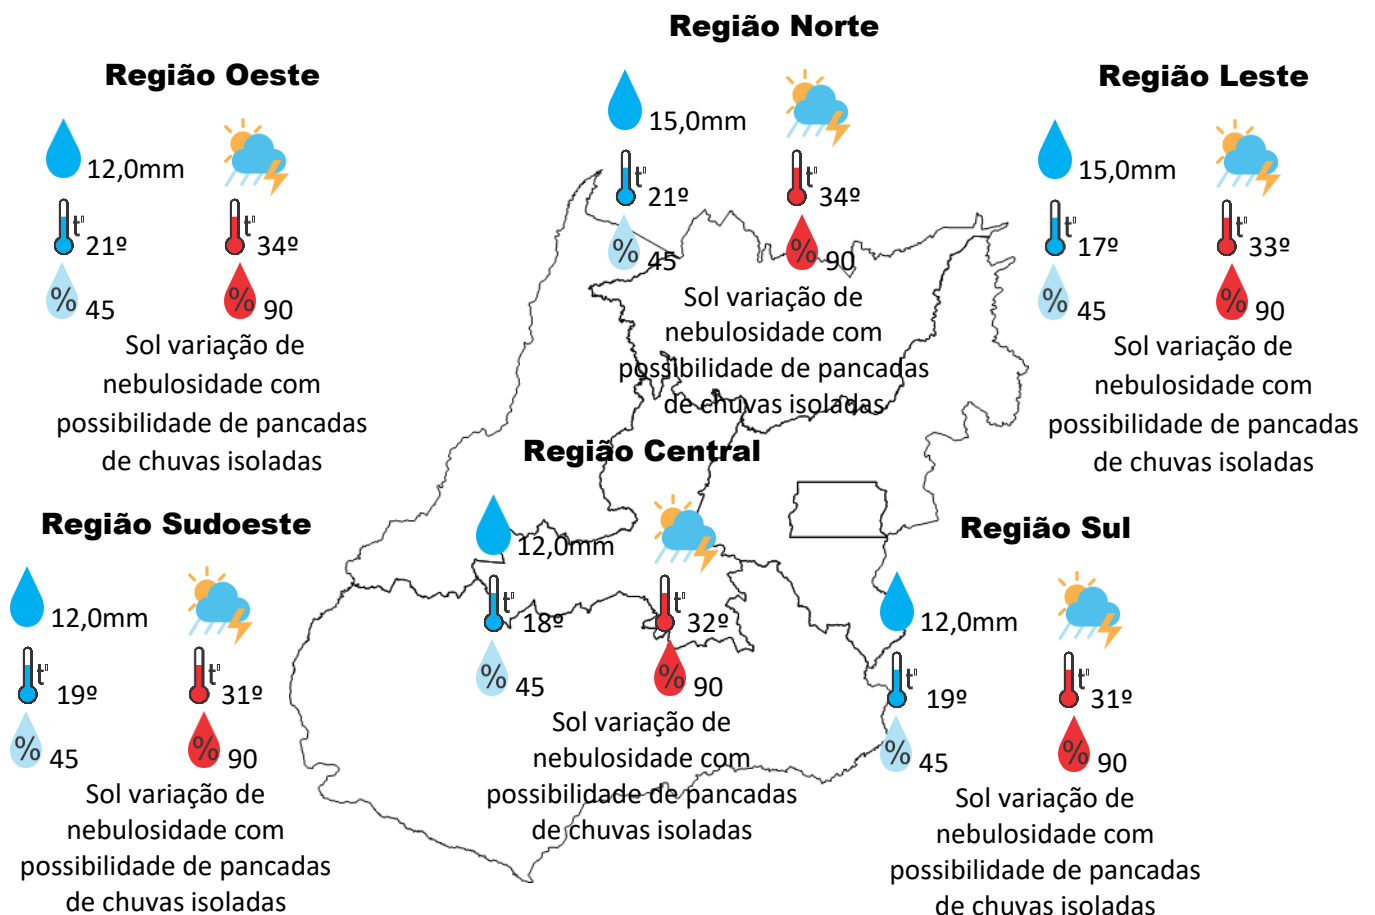 Região Norte
15,0mm
t°
21º
34º
% 45
% 90
Sol variação de
nebulosidade com
possibilidade de pancadas
de chuvas isoladas
Região Oeste
12,0mm
t°
21º
34º
% 45
% 90
Sol variação de
nebulosidade com
possibilidade de pancadas
de chuvas isoladas
Região Leste
15,0mm
t°
17º
t°
33º
% 45
% 90
Sol variação de
nebulosidade com
possibilidade de pancadas
de chuvas isoladas
Região Central
12,0mm
t°
18º
t°
32º
% 45
% 90
Sol variação de
nebulosidade com
possibilidade de pancadas
de chuvas isoladas
Região Sudoeste
12,0mm
t°
19º
t°
31º
% 45
% 90
Sol variação de
nebulosidade com
possibilidade de pancadas
de chuvas isoladas
Região Sul
12,0mm
t°
19º
t°
31º
% 45
% 90
Sol variação de
nebulosidade com
possibilidade de pancadas
de chuvas isoladas